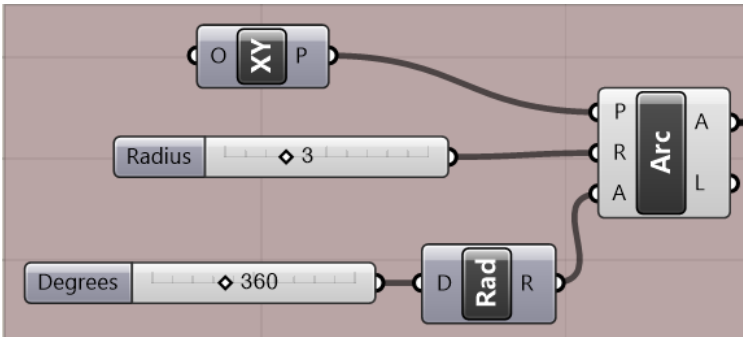 O XY P
Radius 3
P
R
A
Arc
A
L
Degrees 360
D Rad R